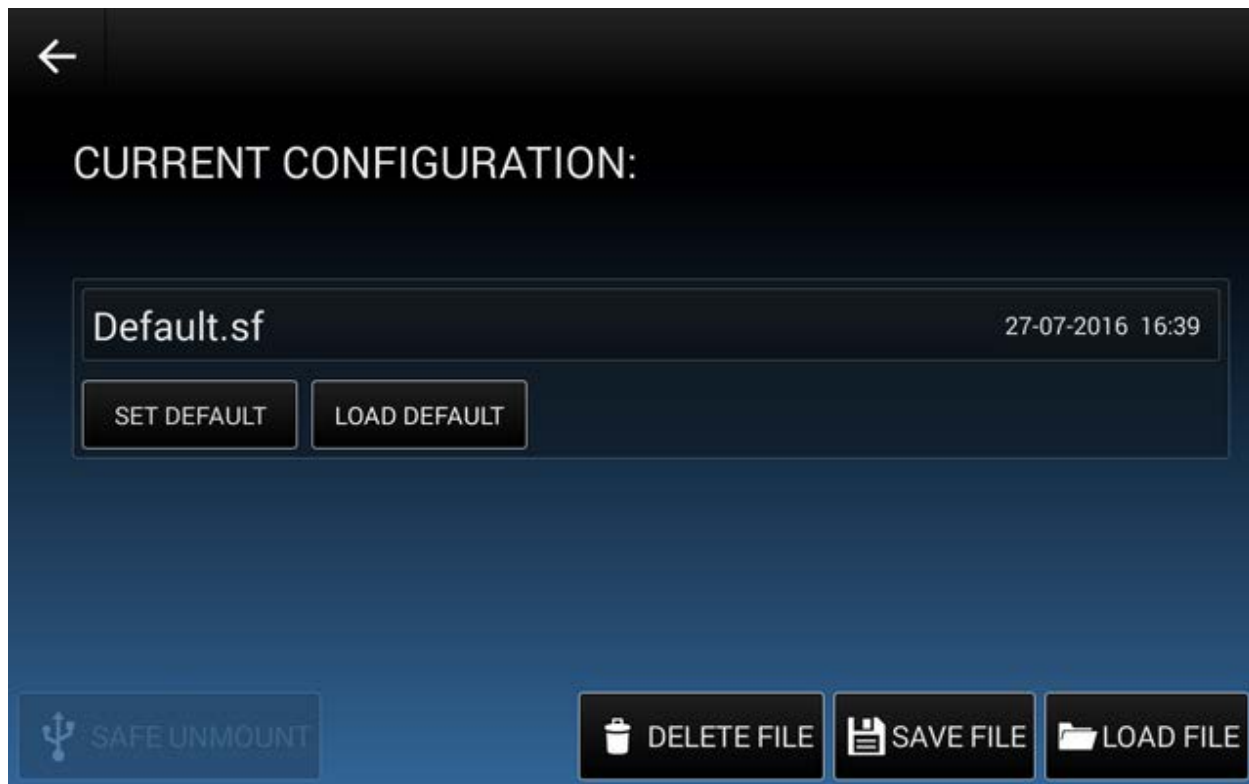 CURRENT CONFIGURATION:
Default.sf 27-07-2016 16:39
SET DEFAULT LOAD DEFAULT
SAFE UNMOUNT DELETE FILE SAVE FILE LOAD FILE